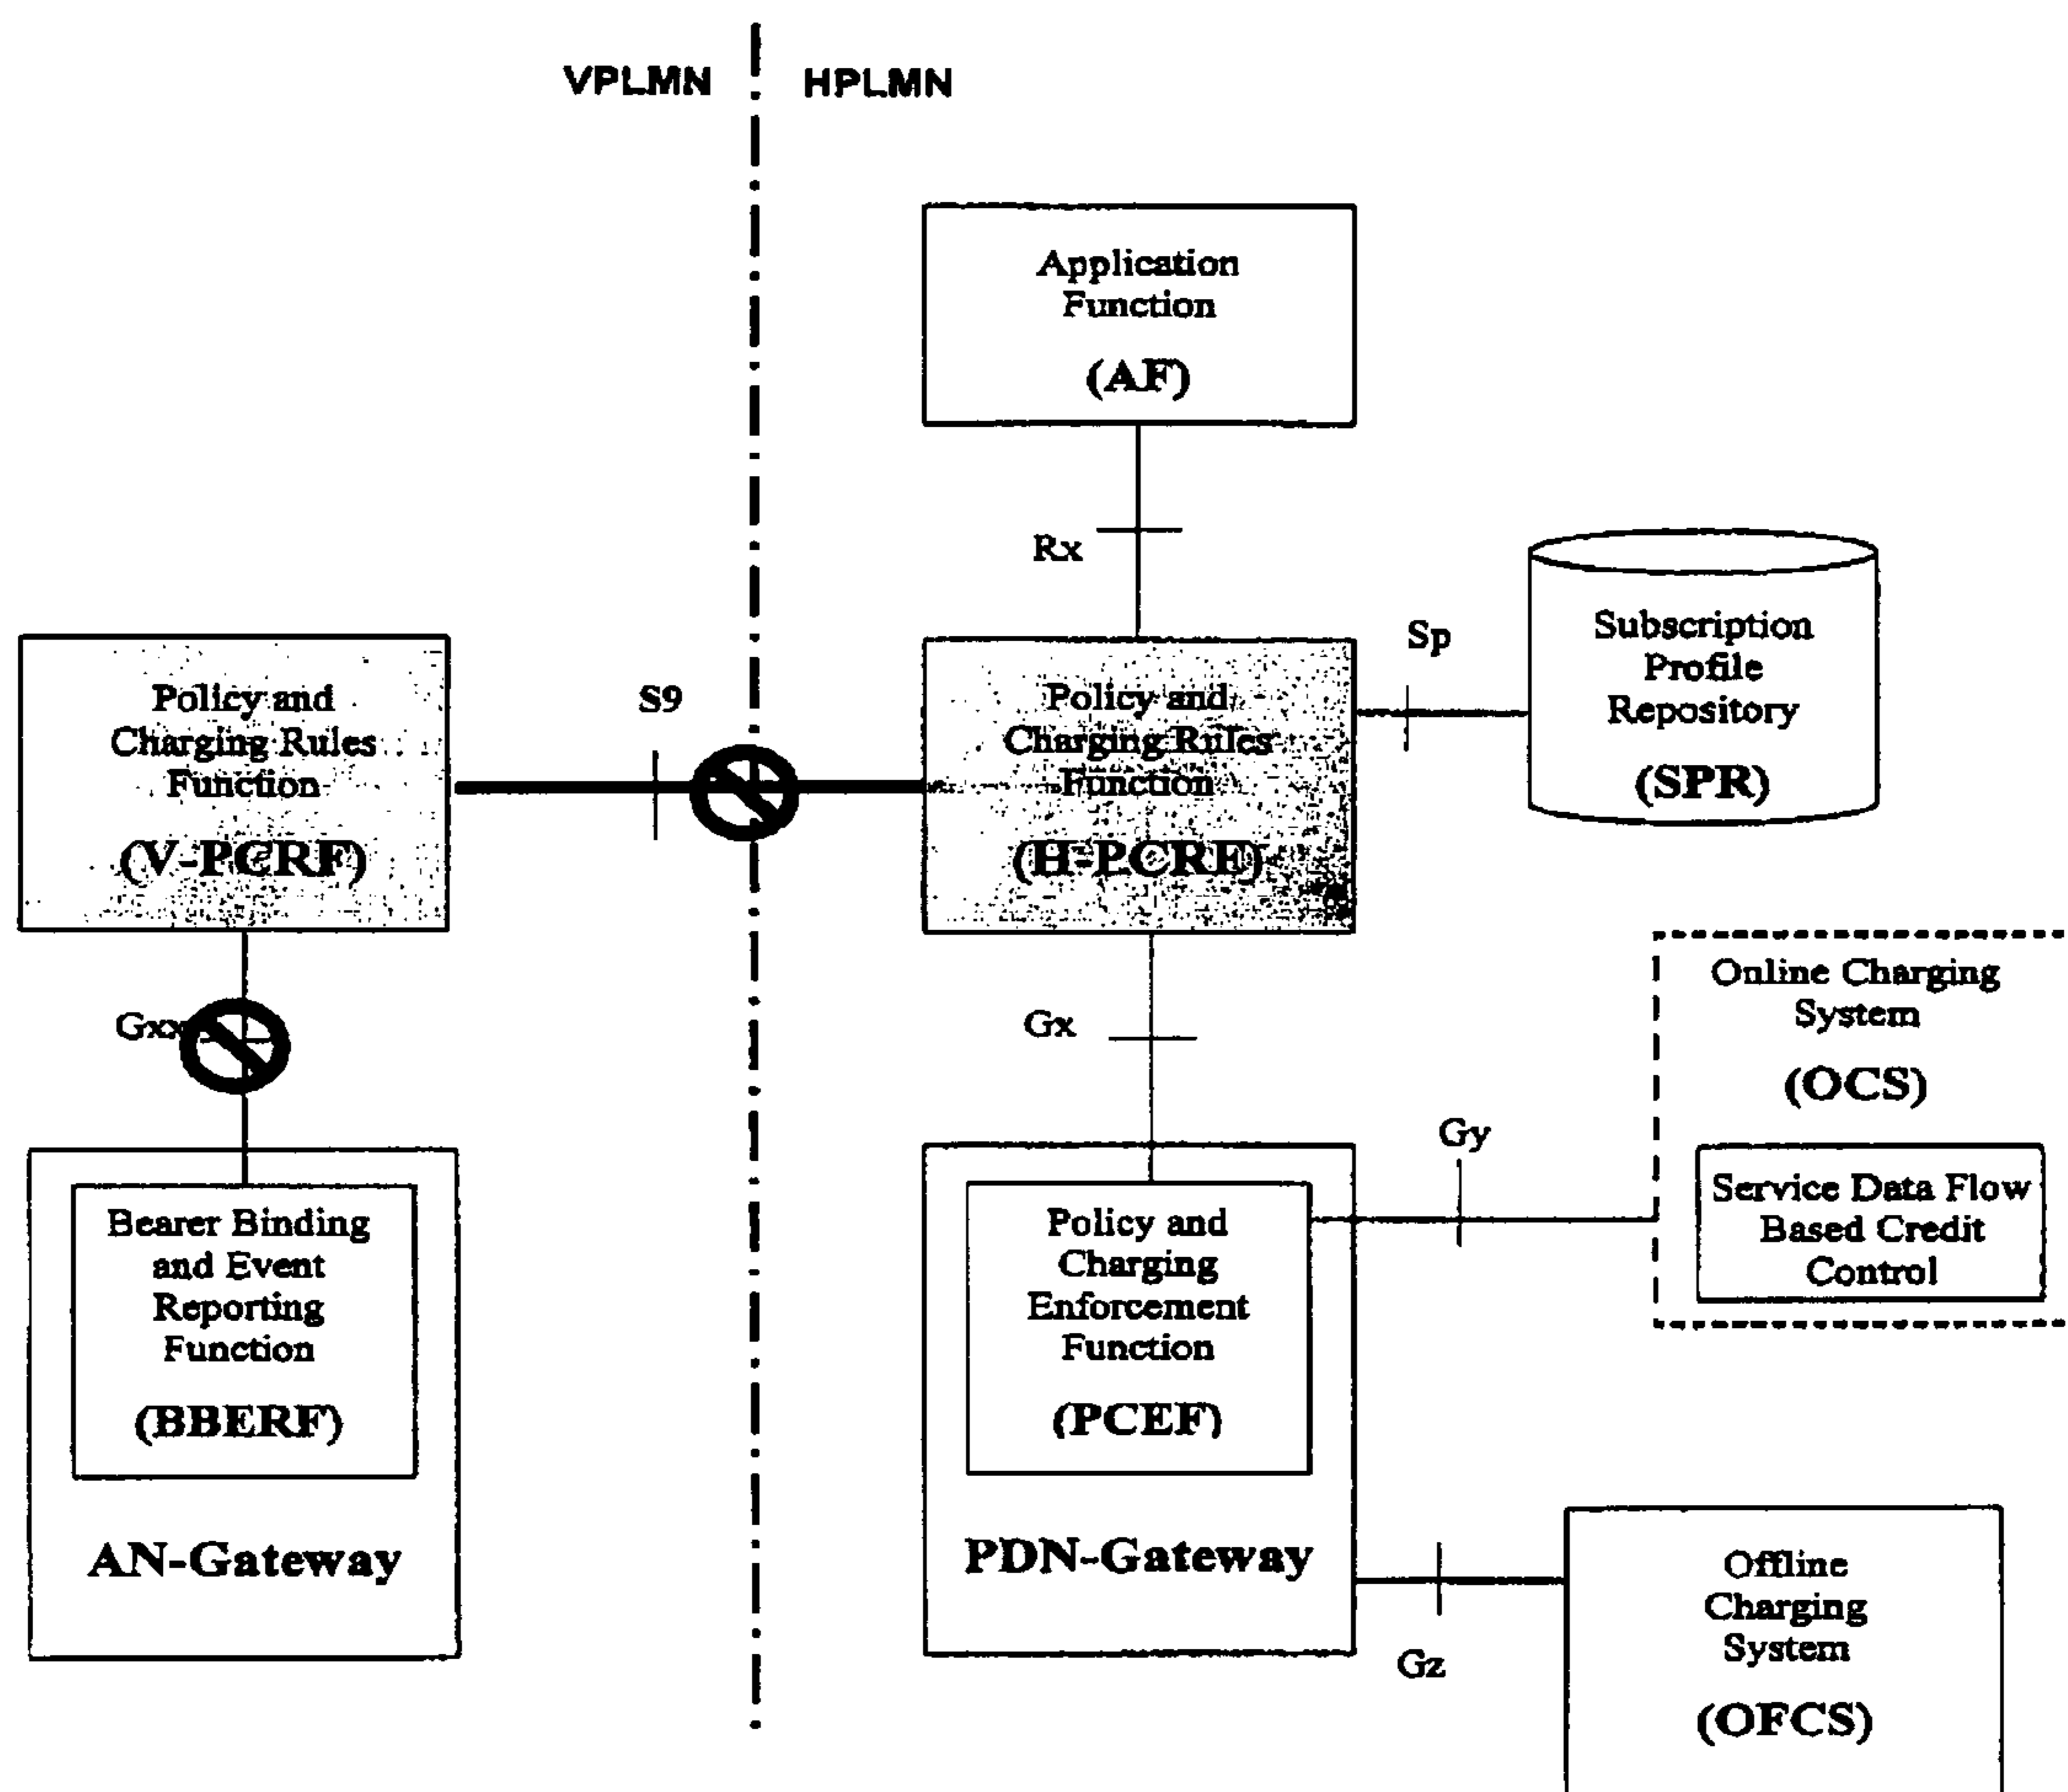 VPLMN
HPLMN
Application
Function
(AF)
Rx
Sp
Subscription
Profile
Repository
(SPR)
Policy and
Charging Rules
Function
(V-PCRF)
S9
Policy and
Charging Rules
Function
(H-PCRF)
Gxx
Gx
Online Charging
System
(OCS)
Service Data Flow
Based Credit
Control
Gy
Bearer Binding
and Event
Reporting
Function
(BBERF)
AN-Gateway
Policy and
Charging
Enforcement
Function
(PCEF)
PDN-Gateway
Gz
Offline
Charging
System
(OFCS)